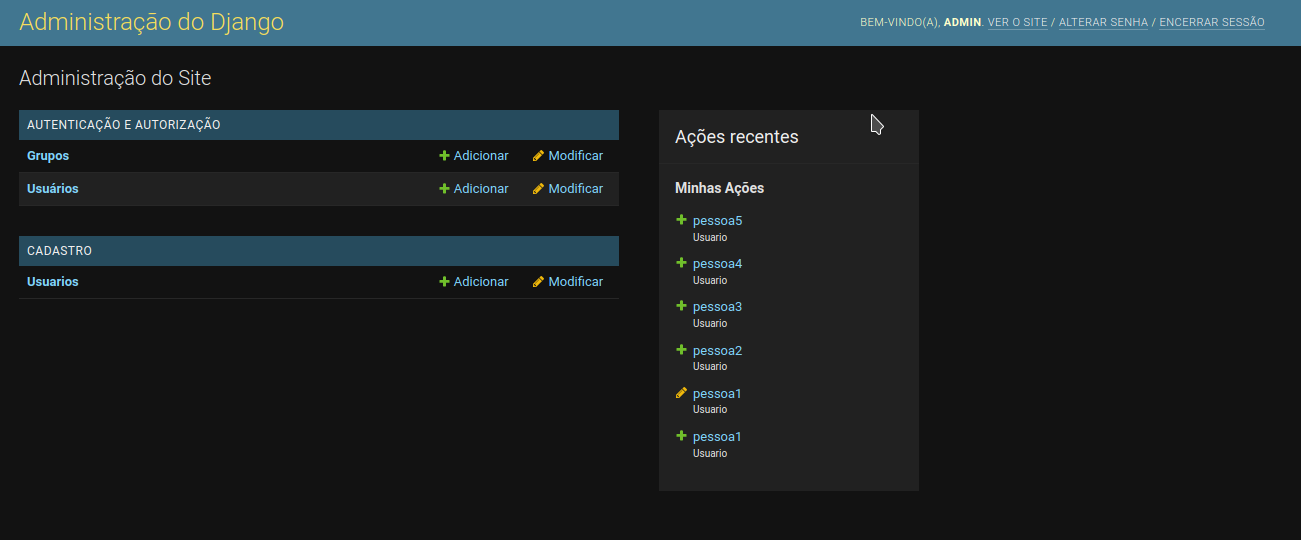 Administração do Django
BEM-VINDO(A), ADMIN. VER O SITE / ALTERAR SENHA / ENCERRAR SESSÃO
Administração do Site
AUTENTICAÇÃO E AUTORIZAÇÃO
Grupos Adicionar Modificar
Usuários Adicionar Modificar
CADASTRO
Usuarios Adicionar Modificar
Ações recentes
Minhas Ações
pessoa5
Usuario
pessoa4
Usuario
pessoa3
Usuario
pessoa2
Usuario
pessoa1
Usuario
pessoa1
Usuario